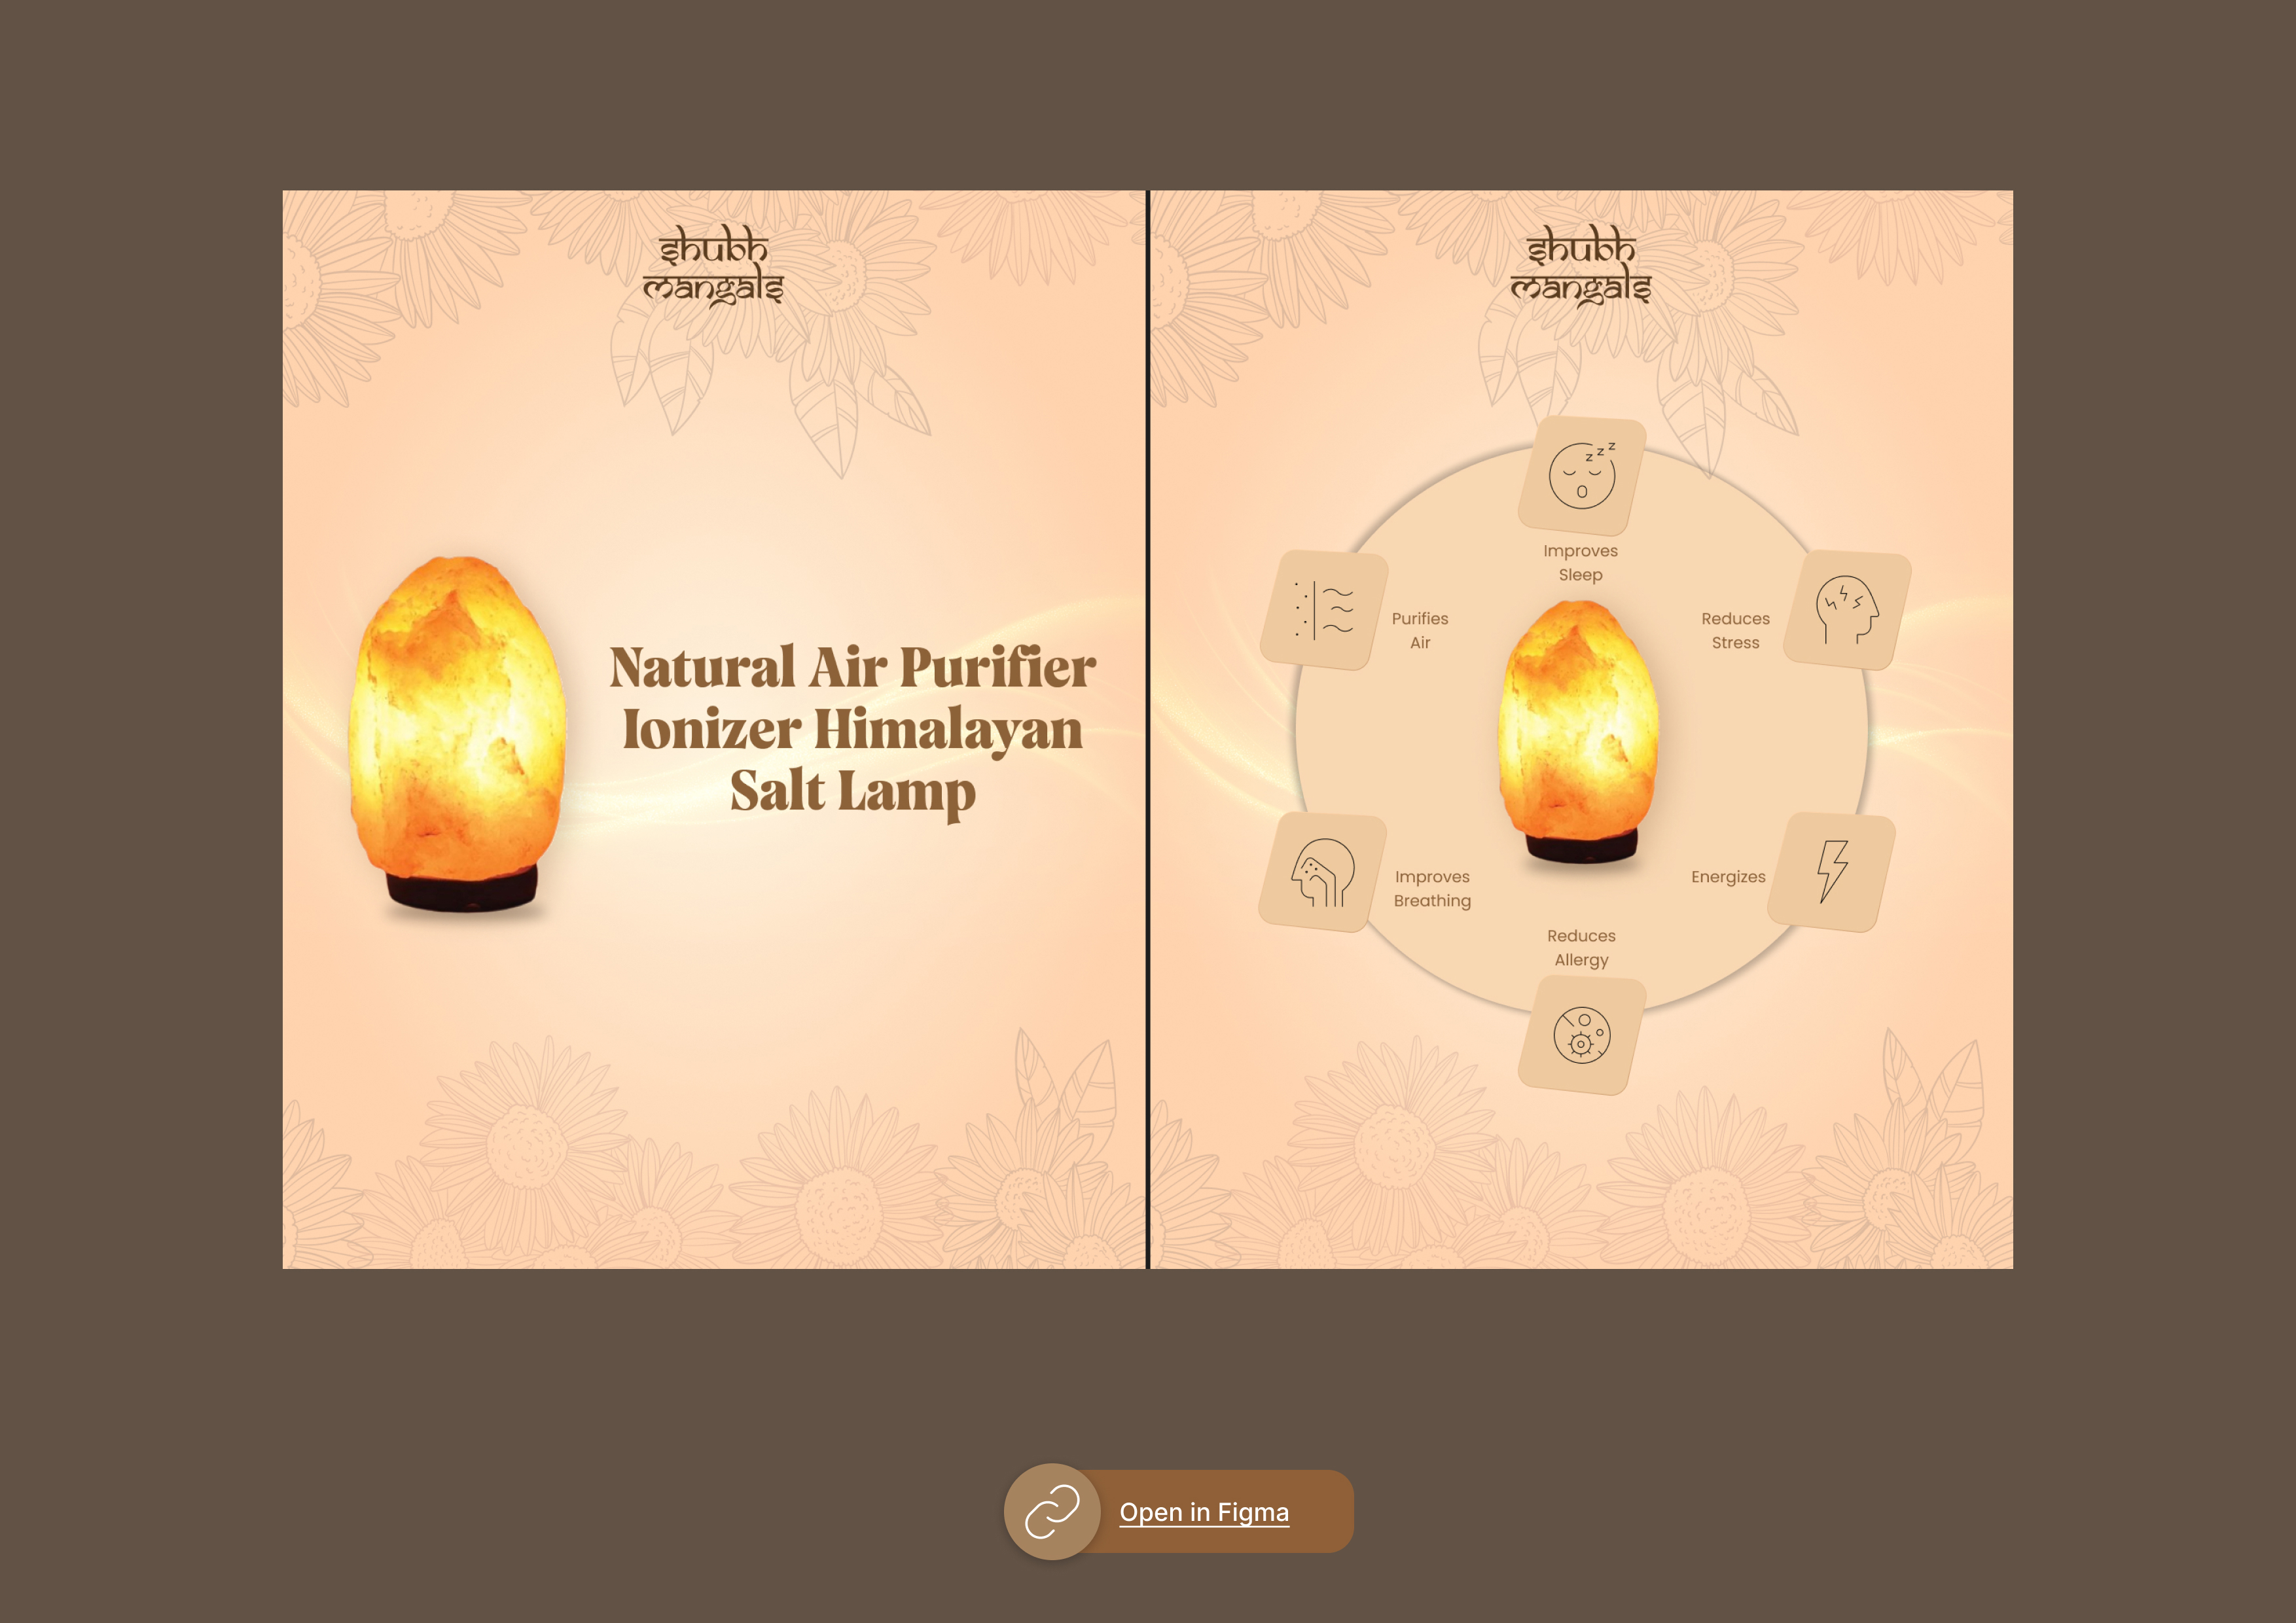 shubh
mangals
Natural Air Purifier
Ionizer Himalayan
Salt Lamp
shubh
mangals
z z z
Improves
Sleep
Purifies
Air
Reduces
Stress
Improves
Breathing
Energizes
Reduces
Allergy
Open in Figma